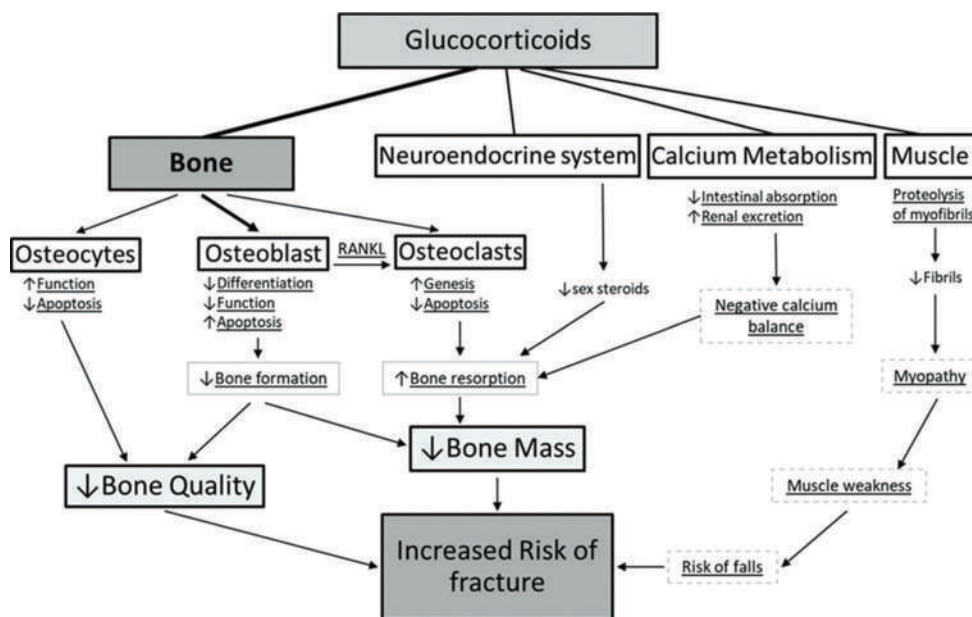 Glucocorticoids
Bone
Neuroendocrine system
Calcium Metabolism
Muscle
↓Intestinal absorption
↑Renal excretion
Proteolysis
of myofibrils
Osteocytes
Osteoblast
RANKL
Osteoclasts
↑Function
↓Apoptosis
↓Differentiation
↓Function
↑Apoptosis
↑Genesis
↓Apoptosis
↓sex steroids
Negative calcium
balance
↓Fibrils
↓Bone formation
↑Bone resorption
Myopathy
↓Bone Quality
↓Bone Mass
Muscle weakness
Increased Risk of
fracture
Risk of falls